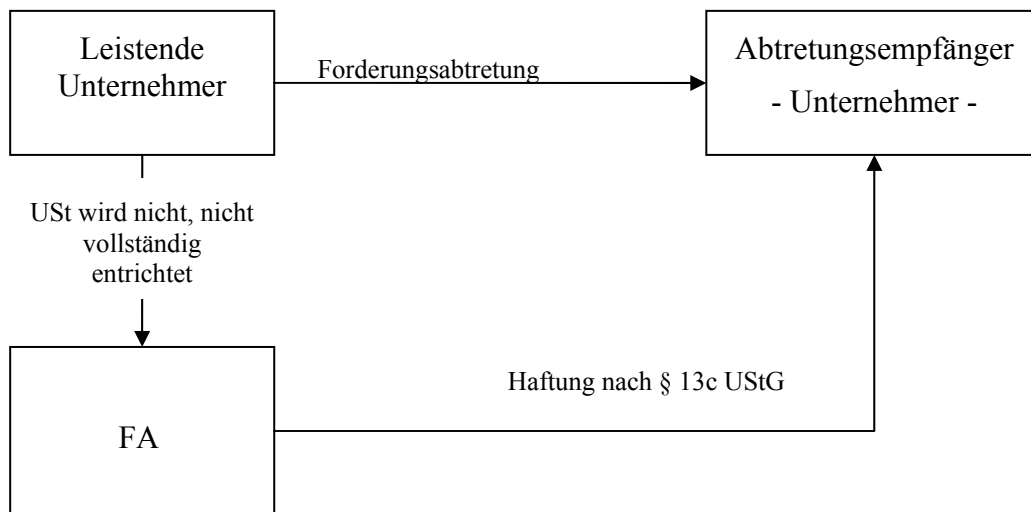 Leistende
Unternehmer
Forderungsabtretung
Abtretungsempfänger
- Unternehmer -
USt wird nicht, nicht
vollständig
entrichtet
Haftung nach § 13c UStG
FA